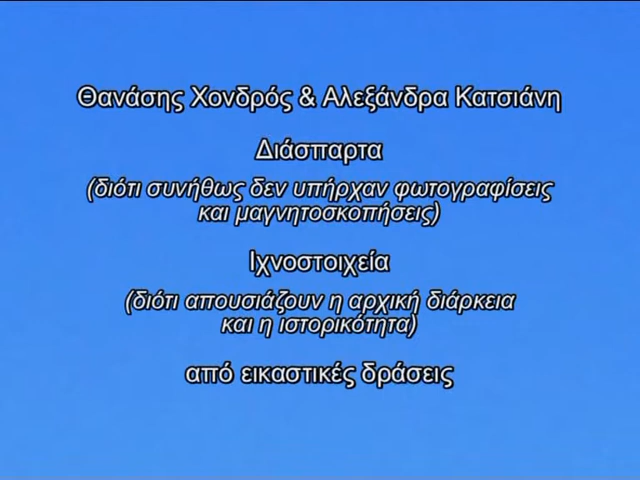 Θανάσης Χονδρός & Αλεξάνδρα Κατσιάνη
Διάσπαρτα
(διότι συνήθως δεν υπήρχαν φωτογραφίσεις
και μαγνητοσκοπήσεις)
Ιχνοστοιχεία
(διότι απουσιάζουν η αρχική διάρκεια
και η ιστορικότητα)
από εικαστικές δράσεις